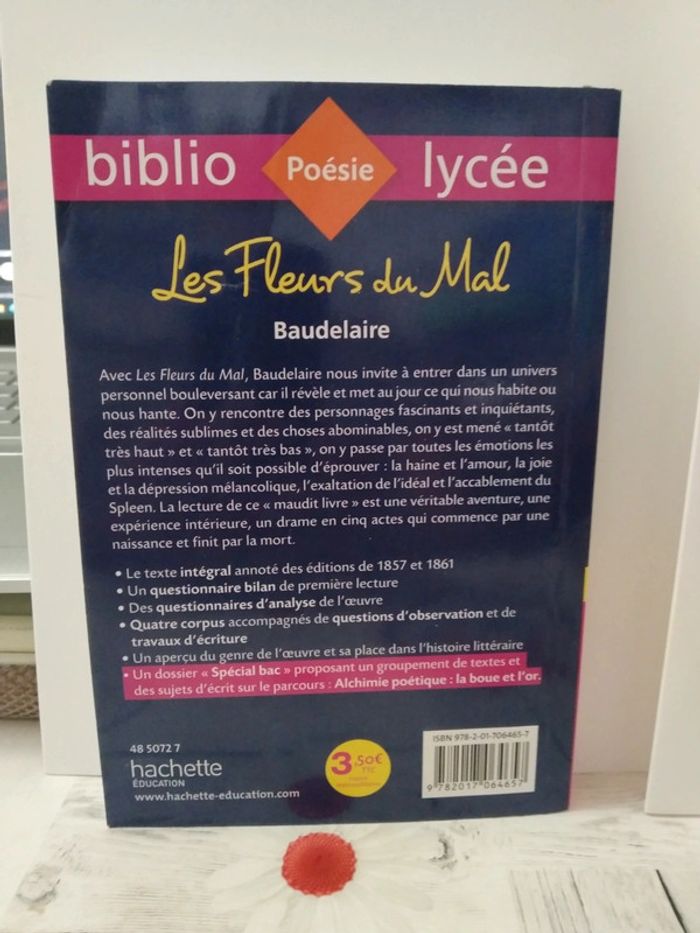 biblio Poésie lycée
Les Fleurs du Mal
Baudelaire
Avec Les Fleurs du Mal, Baudelaire nous invite à entrer dans un univers
personnel bouleversant car il révèle et met au jour ce qui nous habite ou
nous hante. On y rencontre des personnages fascinants et inquiétants,
des réalités sublimes et des choses abominables, on y est mené « tantôt
très haut » et « tantôt très bas », on y passe par toutes les émotions les
plus intenses qu'il soit possible d'éprouver : la haine et l'amour, la joie
et la dépression mélancolique, l'exaltation de l'idéal et l'accablement du
Spleen. La lecture de ce « maudit livre » est une véritable aventure, une
expérience intérieure, un drame en cinq actes qui commence par une
naissance et finit par la mort.
• Le texte intégral annoté des éditions de 1857 et 1861
• Un questionnaire bilan de première lecture
• Des questionnaires d'analyse de l'œuvre
• Quatre corpus accompagnés de questions d'observation et de
travaux d'écriture
• Un aperçu du genre de l'œuvre et sa place dans l'histoire littéraire
• Un dossier « Spécial bac » proposant un groupement de textes et
des sujets d'écrit sur le parcours : Alchimie poétique : la boue et l'or.
48 5072 7
hachette
ÉDUCATION
www.hachette-education.com
3,50€
TTC
ISBN 978-2-01-706465-7
9 782017 064657